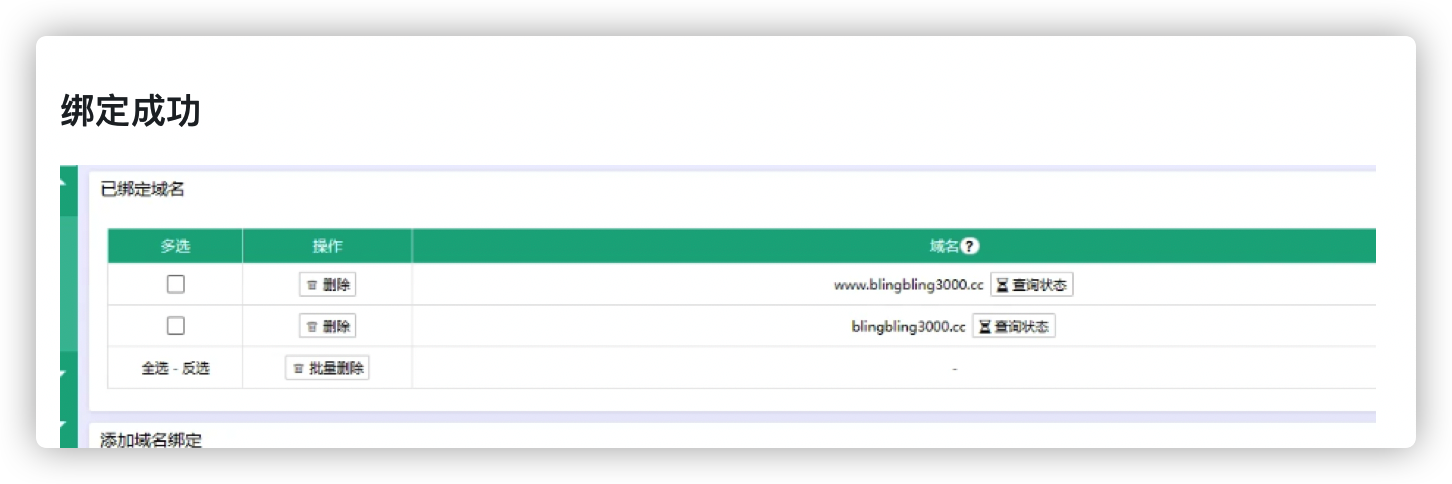 绑定成功
已绑定域名
多选 操作 域名?
删除 www.blingbling3000.cc 查询状态
删除 blingbling3000.cc 查询状态
全选 - 反选 批量删除 -
添加域名绑定